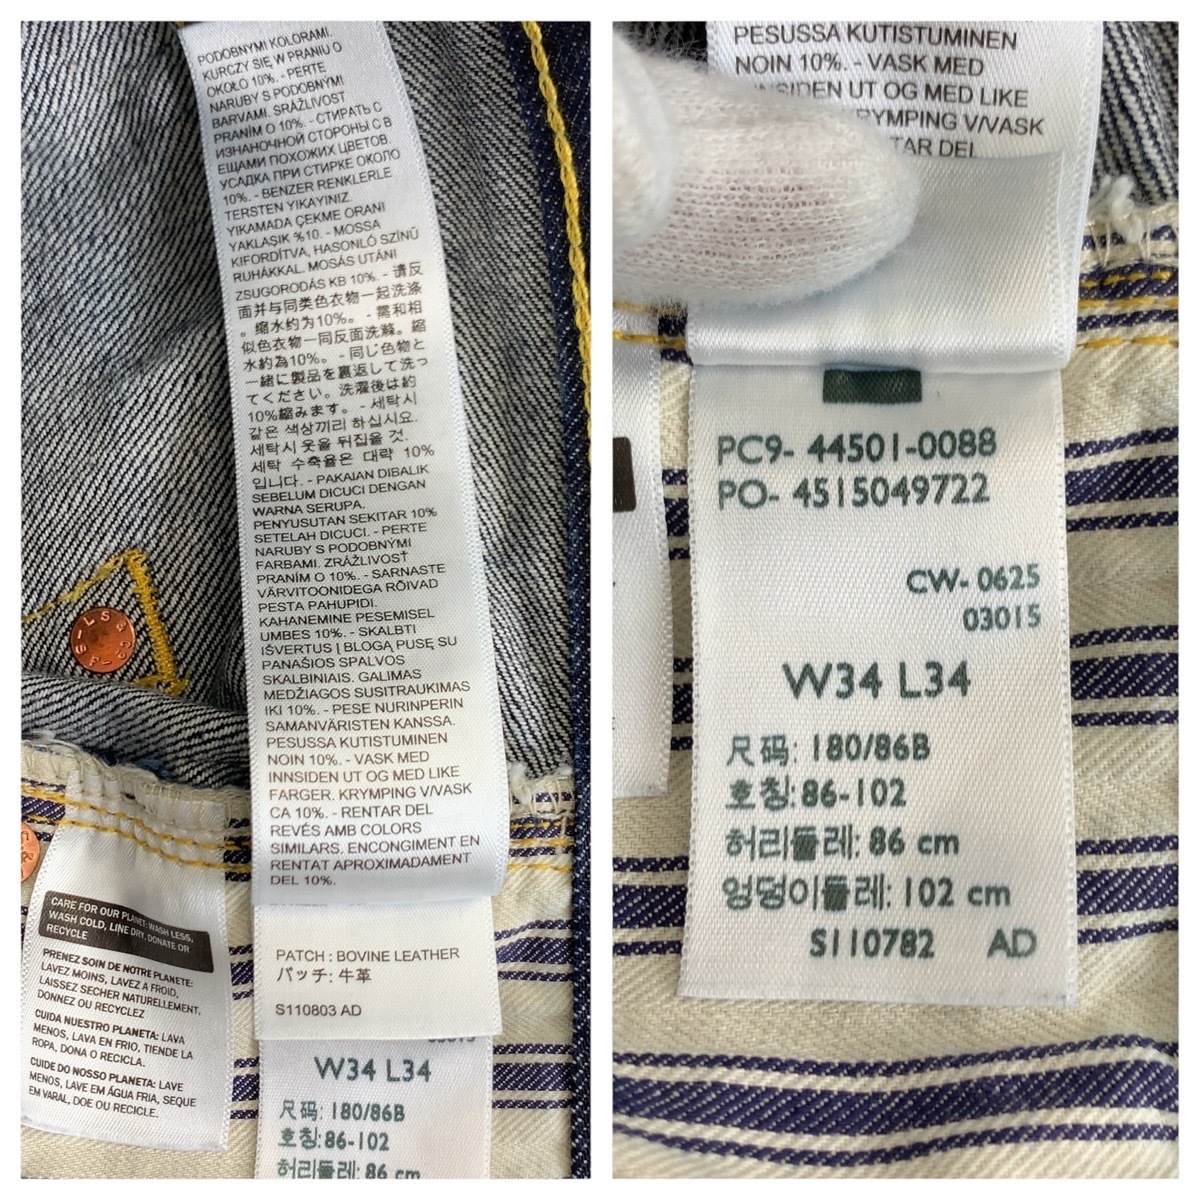 PODOBNYMI KOLORAMI.
KURCZY SIĘ, W PRANIU O
OKOŁO 10%. - PERTE
NARUBY S PODOBNÝMI
BARVAMI. SRÁŽLIVOST
PRANÍM O 10%. - СТИРАТЬ С
ИЗНАНОЧНОЙ СТОРОНЫ С В
ЕЩАМИ ПОХОЖИХ ЦВЕТОВ.
УСАДКА ПРИ СТИРКЕ ОКОЛО
10%. - BENZER RENKLERLE
TERSTEN YIKAYINIZ.
YIKAMADA ÇEKME ORANI
YAKLAŞIK %10. - MOSSA
KIFORDÍTVA, HASONLÓ SZÍNŰ
RUHÁKKAL. MOSÁS UTÁNI
ZSUGORODÁS KB 10%. - 请反
面并与同类色衣物一起洗涤
。缩水约为10%。 - 需和相
似色衣物一同反面洗滌。縮
水約為10%。 - 同じ色物と
一緒に製品を裏返して洗っ
てください。洗濯後は約
10%縮みます。 - 세탁시
같은 색상끼리 하십시요.
세탁시 옷을 뒤집을 것.
세탁 수축율은 대략 10%
입니다. - PAKAIAN DIBALIK
SEBELUM DICUCI DENGAN
WARNA SERUPA.
PENYUSUTAN SEKITAR 10%
SETELAH DICUCI. - PERTE
NARUBY S PODOBNÝMI
FARBAMI. ZRÁŽLIVOSŤ
PRANÍM O 10%. - SARNASTE
VÄRVITOONIDEGA RÕIVAD
PESTA PAHUPIDI.
KAHANEMINE PESEMISEL
UMBES 10%. - SKALBTI
IŠVERTUS Į BLOGĄ PUSĘ SU
PANAŠIOS SPALVOS
SKALBINIAIS. GALIMAS
MEDŽIAGOS SUSITRAUKIMAS
IKI 10%. - PESE NURINPERIN
SAMANVÄRISTEN KANSSA.
PESUSSA KUTISTUMINEN
NOIN 10%. - VASK MED
INNSIDEN UT OG MED LIKE
FARGER. KRYMPING V/VASK
CA 10%. - RENTAR DEL
REVÉS AMB COLORS
SIMILARS. ENCONGIMENT EN
RENTAT APROXIMADAMENT
DEL 10%.
PATCH : BOVINE LEATHER
パッチ: 牛革
S110803 AD
03015
W34 L34
尺码: 180/86B
호칭: 86-102
허리둘레: 86 cm
CARE FOR OUR PLANET: WASH LESS,
WASH COLD, LINE DRY, DONATE OR
RECYCLE
PRENEZ SOIN DE NOTRE PLANETE:
LAVEZ MOINS, LAVEZ A FROID,
LAISSEZ SECHER NATURELLEMENT,
DONNEZ OU RECYCLEZ
CUIDA NUESTRO PLANETA: LAVA
MENOS, LAVA EN FRIO, TIENDE LA
ROPA, DONA O RECICLA.
CUIDE DO NOSSO PLANETA: LAVE
MENOS, LAVE EM ÁGUA FRIA, SEQUE
EM VARAL, DOE OU RECICLE.
PESUSSA KUTISTUMINEN
NOIN 10%. - VASK MED
INNSIDEN UT OG MED LIKE
KRYMPING V/VASK
TAR DEL
PC9- 44501-0088
PO- 4515049722
CW- 0625
03015
W34 L34
尺码: 180/86B
호칭: 86-102
허리둘레: 86 cm
엉덩이둘레: 102 cm
S110782 AD